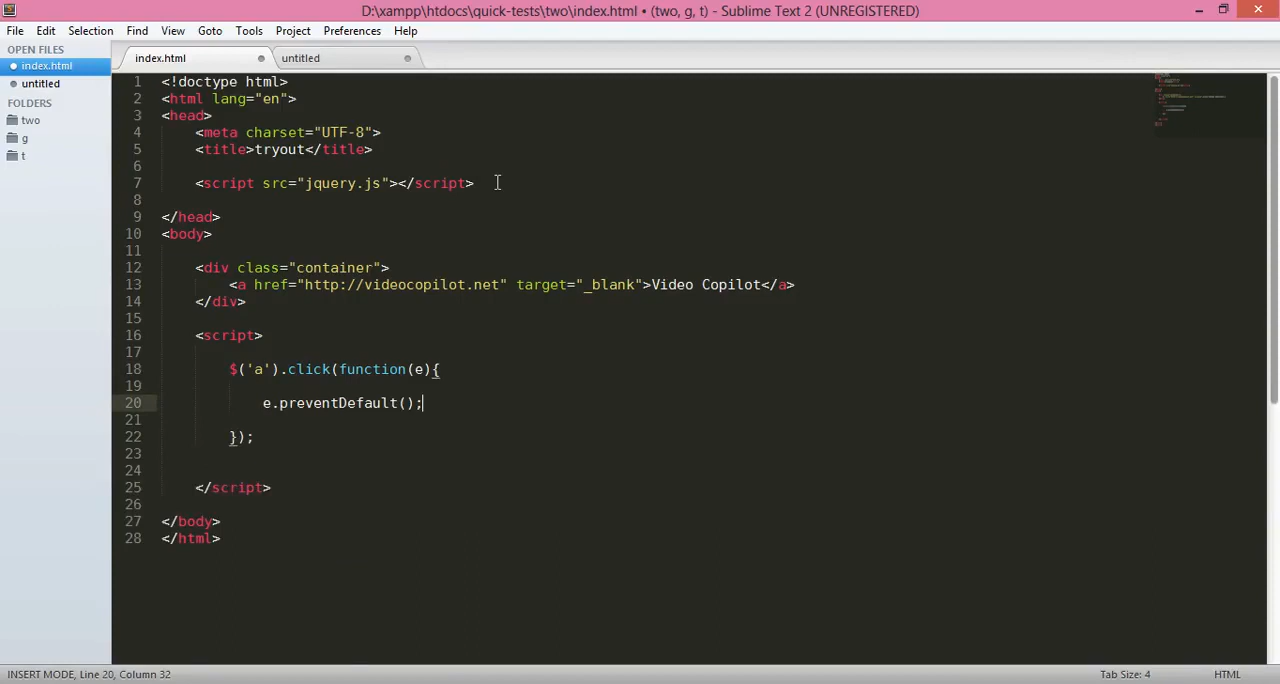 D:\xampp\htdocs\quick-tests\two\index.html • (two, g, t) - Sublime Text 2 (UNREGISTERED)
File Edit Selection Find View Goto Tools Project Preferences Help
OPEN FILES
index.html
untitled
FOLDERS
two
g
t
index.html
untitled
1 <!doctype html>
2 <html lang="en">
3 <head>
4 <meta charset="UTF-8">
5 <title>tryout</title>
6
7 <script src="jquery.js"></script>
8
9 </head>
10 <body>
11
12 <div class="container">
13 <a href="http://videocopilot.net" target="_blank">Video Copilot</a>
14 </div>
15
16 <script>
17
18 $('a').click(function(e){
19
20 e.preventDefault();
21
22 });
23
24
25 </script>
26
27 </body>
28 </html>
INSERT MODE, Line 20, Column 32
Tab Size: 4
HTML